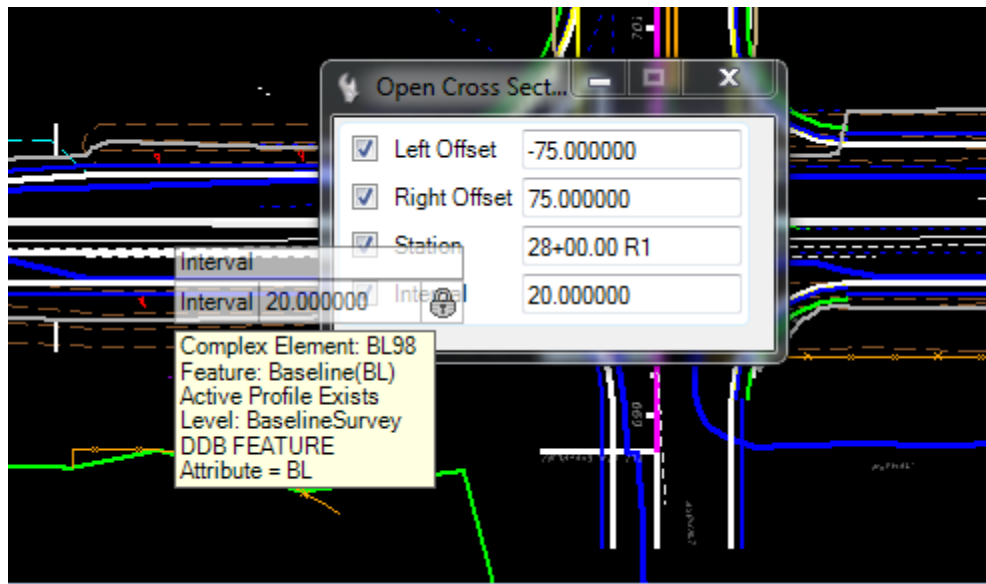 701
Open Cross Sect...
Left Offset -75.000000
Right Offset 75.000000
Station 28+00.00 R1
Interval 20.000000
Interval
Interval 20.000000
Complex Element: BL98
Feature: Baseline(BL)
Active Profile Exists
Level: BaselineSurvey
DDB FEATURE
Attribute = BL
699